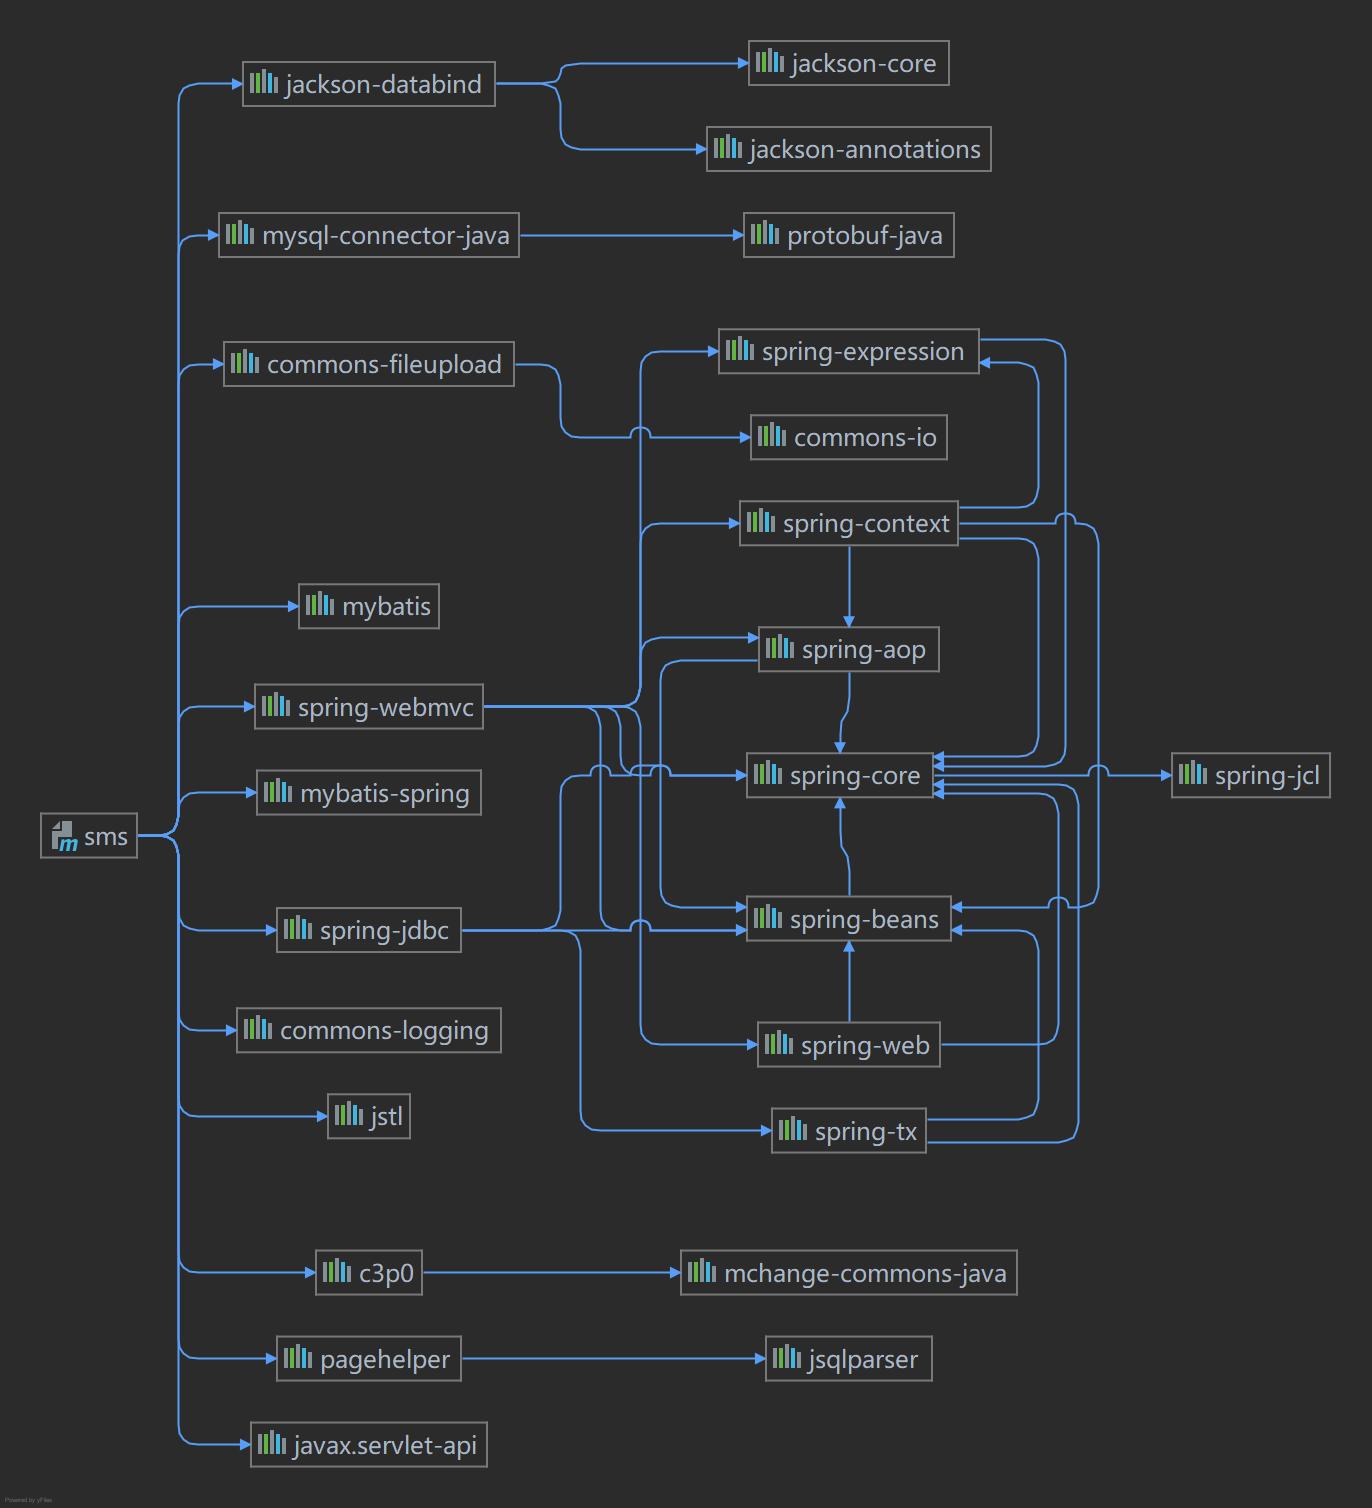 jackson-core
jackson-databind
jackson-annotations
mysql-connector-java
protobuf-java
spring-expression
commons-fileupload
commons-io
spring-context
mybatis
spring-aop
spring-webmvc
spring-core
spring-jcl
mybatis-spring
m sms
spring-beans
spring-jdbc
commons-logging
spring-web
jstl
spring-tx
c3p0
mchange-commons-java
pagehelper
jsqlparser
javax.servlet-api
Powered by yFiles